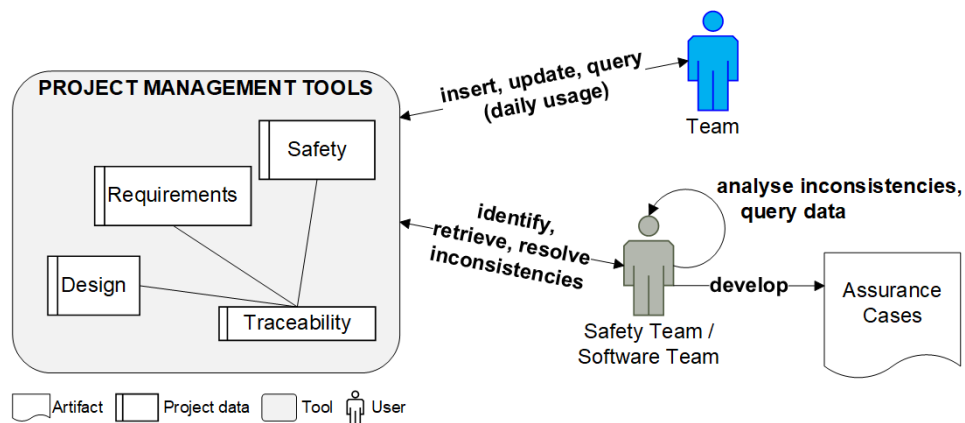 PROJECT MANAGEMENT TOOLS
Safety
Requirements
Design
Traceability
insert, update, query
(daily usage)
Team
identify,
retrieve, resolve
inconsistencies
analyse inconsistencies,
query data
develop
Safety Team /
Software Team
Assurance
Cases
Artifact
Project data
Tool
User